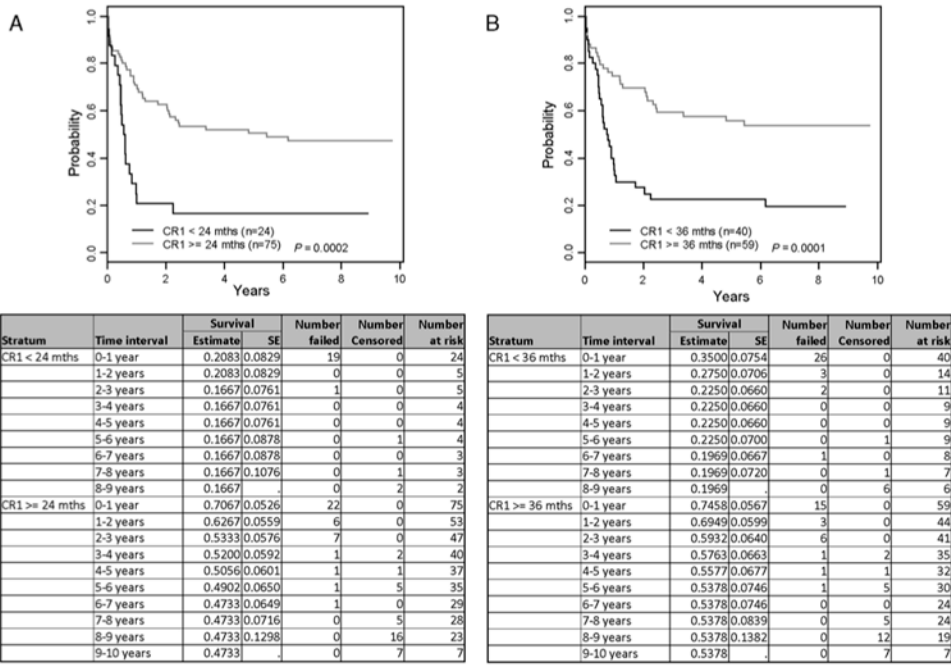 A
1.0
0.8
0.6
0.4
0.2
0.0
Probability
CR1 < 24 mths (n=24)
CR1 >= 24 mths (n=75) P = 0.0002
0 2 4 6 8 10
Years
B
1.0
0.8
0.6
0.4
0.2
0.0
Probability
CR1 < 36 mths (n=40)
CR1 >= 36 mths (n=59) P = 0.0001
0 2 4 6 8 10
Years
Survival Number Number Number
Stratum Time interval Estimate SE failed Censored at risk
CR1 < 24 mths 0-1 year 0.2083 0.0829 19 0 24
1-2 years 0.2083 0.0829 0 0 5
2-3 years 0.1667 0.0761 1 0 5
3-4 years 0.1667 0.0761 0 0 4
4-5 years 0.1667 0.0761 0 0 4
5-6 years 0.1667 0.0878 0 1 4
6-7 years 0.1667 0.0878 0 0 3
7-8 years 0.1667 0.1076 0 1 3
8-9 years 0.1667 . 0 2 2
CR1 >= 24 mths 0-1 year 0.7067 0.0526 22 0 75
1-2 years 0.6267 0.0559 6 0 53
2-3 years 0.5333 0.0576 7 0 47
3-4 years 0.5200 0.0592 1 2 40
4-5 years 0.5056 0.0601 1 1 37
5-6 years 0.4902 0.0650 1 5 35
6-7 years 0.4733 0.0649 1 0 29
7-8 years 0.4733 0.0716 0 5 28
8-9 years 0.4733 0.1298 0 16 23
9-10 years 0.4733 . 0 7 7
Survival Number Number Number
Stratum Time interval Estimate SE failed Censored at risk
CR1 < 36 mths 0-1 year 0.3500 0.0754 26 0 40
1-2 years 0.2750 0.0706 3 0 14
2-3 years 0.2250 0.0660 2 0 11
3-4 years 0.2250 0.0660 0 0 9
4-5 years 0.2250 0.0660 0 0 9
5-6 years 0.2250 0.0700 0 1 9
6-7 years 0.1969 0.0667 1 0 8
7-8 years 0.1969 0.0720 0 1 7
8-9 years 0.1969 . 0 6 6
CR1 >= 36 mths 0-1 year 0.7458 0.0567 15 0 59
1-2 years 0.6949 0.0599 3 0 44
2-3 years 0.5932 0.0640 6 0 41
3-4 years 0.5763 0.0663 1 2 35
4-5 years 0.5577 0.0677 1 1 32
5-6 years 0.5378 0.0746 1 5 30
6-7 years 0.5378 0.0746 0 0 24
7-8 years 0.5378 0.0839 0 5 24
8-9 years 0.5378 0.1382 0 12 19
9-10 years 0.5378 . 0 7 7